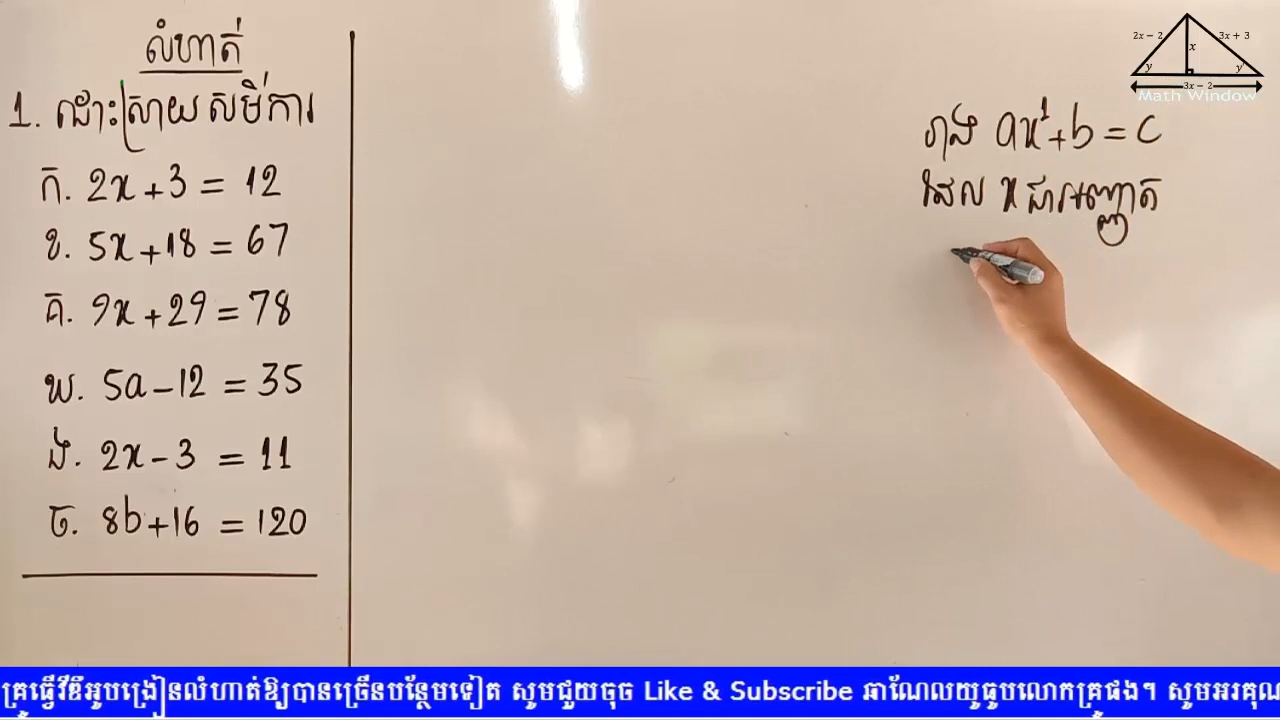 លំហាត់
1. ដោះស្រាយសមីការ
ក. 2x + 3 = 12
ខ. 5x + 18 = 67
គ. 9x + 29 = 78
ឃ. 5a - 12 = 35
ង. 2x - 3 = 11
ច. 8b + 16 = 120
រាង ax¹ + b = c
ដែល x ជាអញ្ញាត
2x − 2
3x + 3
x
y
y
3x − 2
Math Window
គ្រូធ្វើវីឌីអូបង្រៀនលំហាត់ឱ្យបានច្រើនបន្ថែមទៀត សូមជួយចុច Like & Subscribe ឆាណែលយូធូបលោកគ្រូផង។ សូមអរគុណ